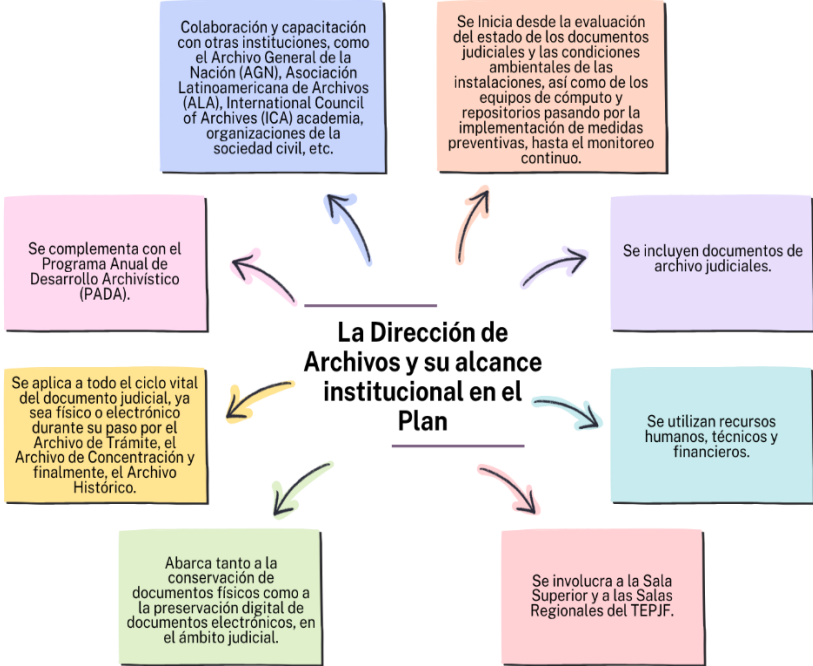 Colaboración y capacitación
con otras instituciones, como
el Archivo General de la
Nación (AGN), Asociación
Latinoamericana de Archivos
(ALA), International Council
of Archives (ICA) academia,
organizaciones de la
sociedad civil, etc.
Se Inicia desde la evaluación
del estado de los documentos
judiciales y las condiciones
ambientales de las
instalaciones, así como de los
equipos de cómputo y
repositorios pasando por la
implementación de medidas
preventivas, hasta el monitoreo
continuo.
Se complementa con el
Programa Anual de
Desarrollo Archivístico
(PADA).
Se incluyen documentos de
archivo judiciales.
La Dirección de
Archivos y su alcance
institucional en el
Plan
Se aplica a todo el ciclo vital
del documento judicial, ya
sea físico o electrónico
durante su paso por el
Archivo de Trámite, el
Archivo de Concentración y
finalmente, el Archivo
Histórico.
Se utilizan recursos
humanos, técnicos y
financieros.
Abarca tanto a la
conservación de
documentos físicos como a
la preservación digital de
documentos electrónicos, en
el ámbito judicial.
Se involucra a la Sala
Superior y a las Salas
Regionales del TEPJF.